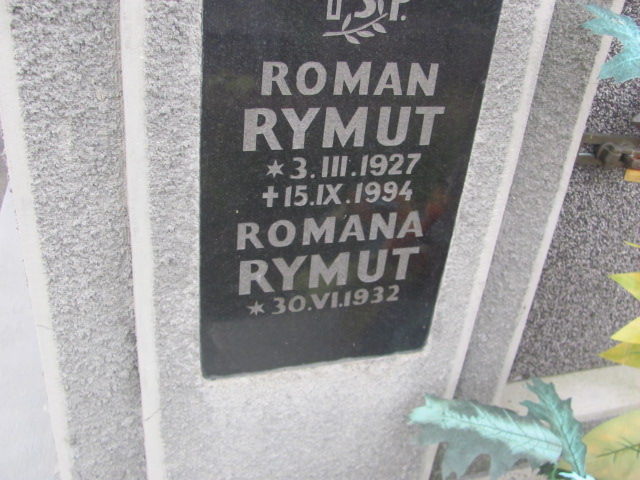 Ś.P.
ROMAN
RYMUT
* 3.III.1927
+ 15.IX.1994
ROMANA
RYMUT
* 30.VI.1932